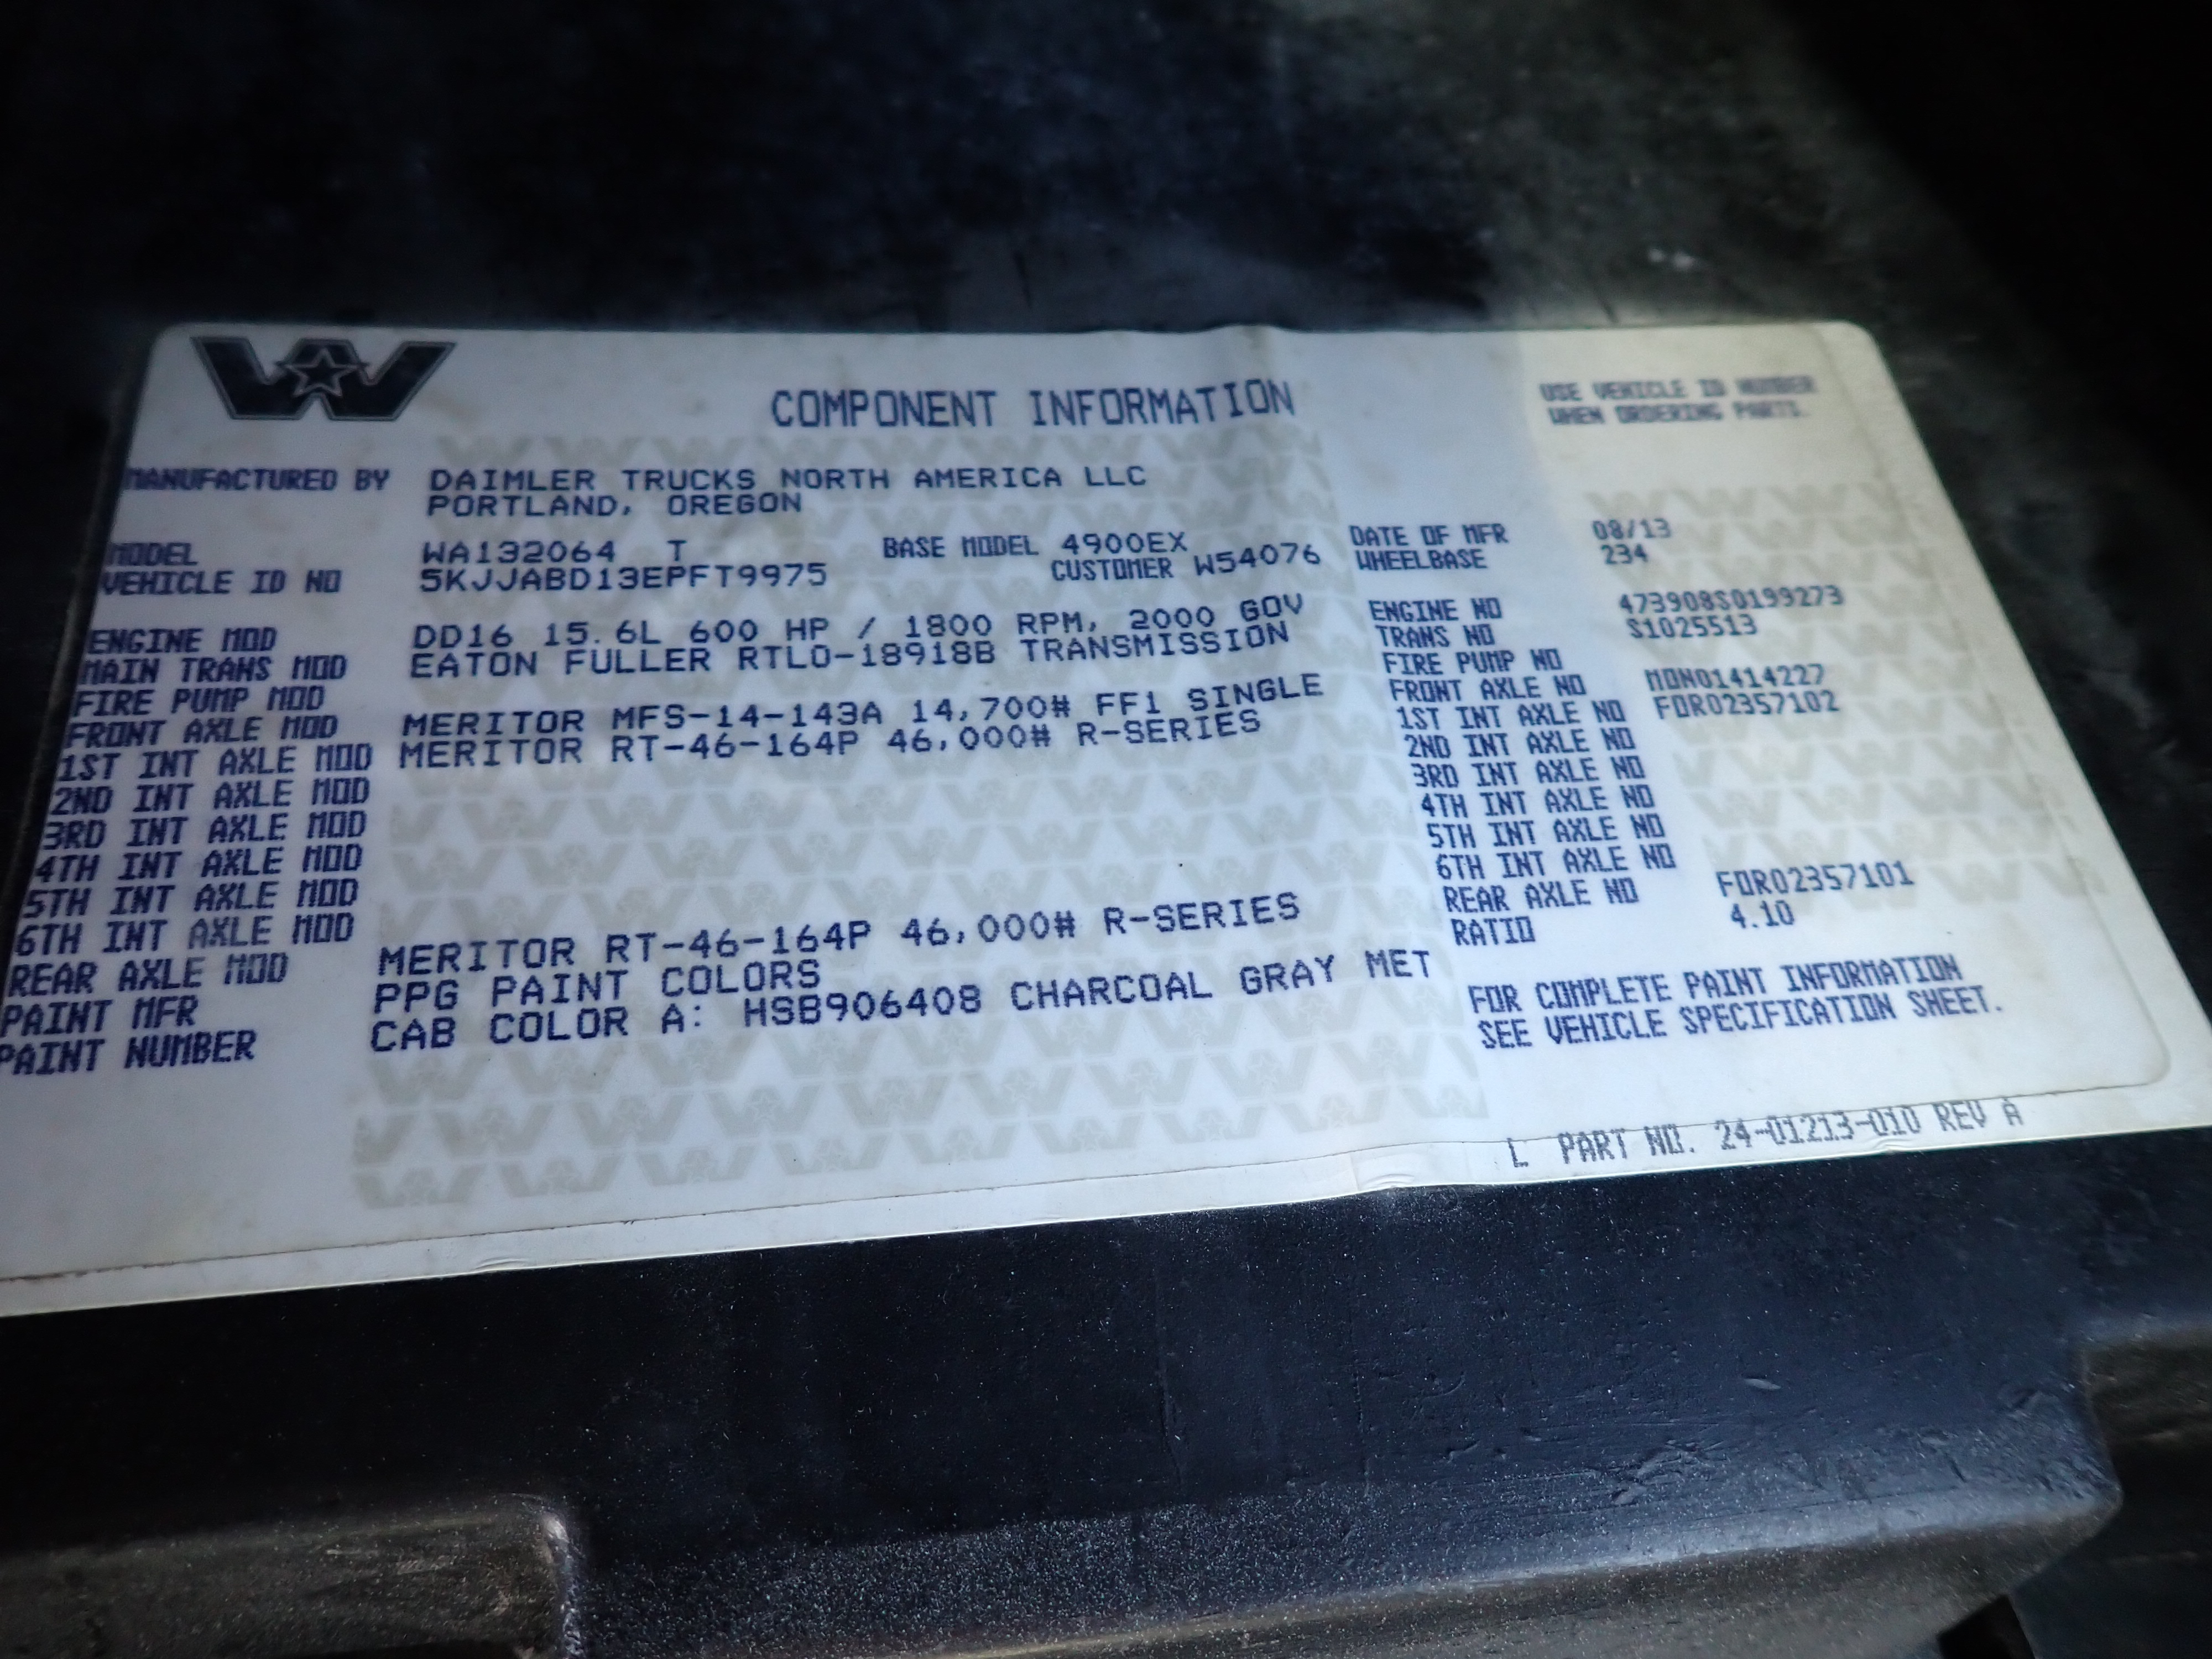 COMPONENT INFORMATION
USE VEHICLE ID NUMBER
WHEN ORDERING PARTS.
MANUFACTURED BY DAIMLER TRUCKS NORTH AMERICA LLC
PORTLAND, OREGON
MODEL WA132064 T BASE MODEL 4900EX DATE OF MFR 08/13
VEHICLE ID NO 5KJJABD13EPFT9975 CUSTOMER W54076 WHEELBASE 234
ENGINE MOD DD16 15.6L 600 HP / 1800 RPM, 2000 GOV ENGINE NO 473908S0199273
MAIN TRANS MOD EATON FULLER RTLO-18918B TRANSMISSION TRANS NO S1025513
FIRE PUMP MOD FIRE PUMP NO
FRONT AXLE MOD MERITOR MFS-14-143A 14,700# FF1 SINGLE FRONT AXLE NO MON01414227
1ST INT AXLE MOD MERITOR RT-46-164P 46,000# R-SERIES 1ST INT AXLE NO FOR02357102
2ND INT AXLE MOD 2ND INT AXLE NO
3RD INT AXLE MOD 3RD INT AXLE NO
4TH INT AXLE MOD 4TH INT AXLE NO
5TH INT AXLE MOD 5TH INT AXLE NO
6TH INT AXLE MOD 6TH INT AXLE NO
REAR AXLE MOD MERITOR RT-46-164P 46,000# R-SERIES REAR AXLE NO FOR02357101
PAINT MFR PPG PAINT COLORS RATIO 4.10
PAINT NUMBER CAB COLOR A: HSB906408 CHARCOAL GRAY MET
FOR COMPLETE PAINT INFORMATION
SEE VEHICLE SPECIFICATION SHEET.
L PART NO. 24-01213-010 REV A